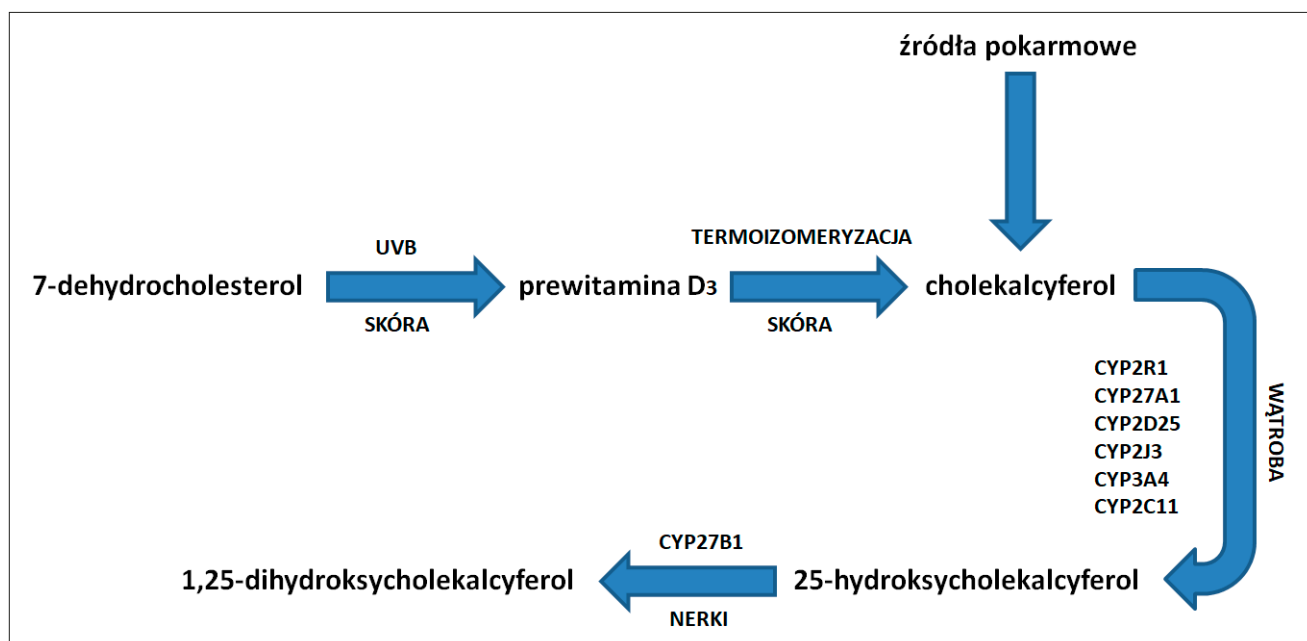 źródła pokarmowe
UVB
TERMOIZOMERYZACJA
7-dehydrocholesterol
prewitamina D3
cholekalcyferol
SKÓRA
SKÓRA
CYP2R1
CYP27A1
CYP2D25
CYP2J3
CYP3A4
CYP2C11
WĄTROBA
CYP27B1
1,25-dihydroksycholekalcyferol
25-hydroksycholekalcyferol
NERKI